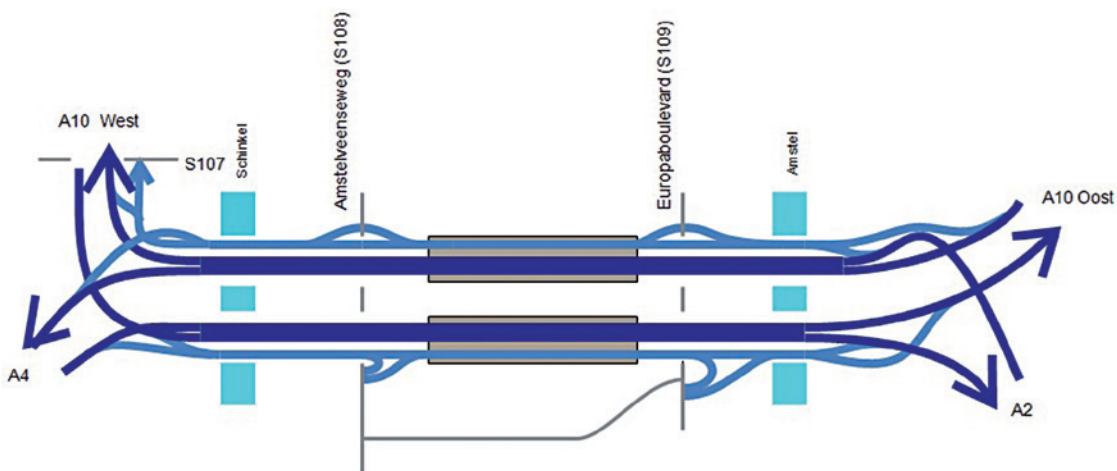 A10 West
S107
Schinkel
Amstelveenseweg (S108)
Europaboulevard (S109)
Amstel
A10 Oost
A4
A2